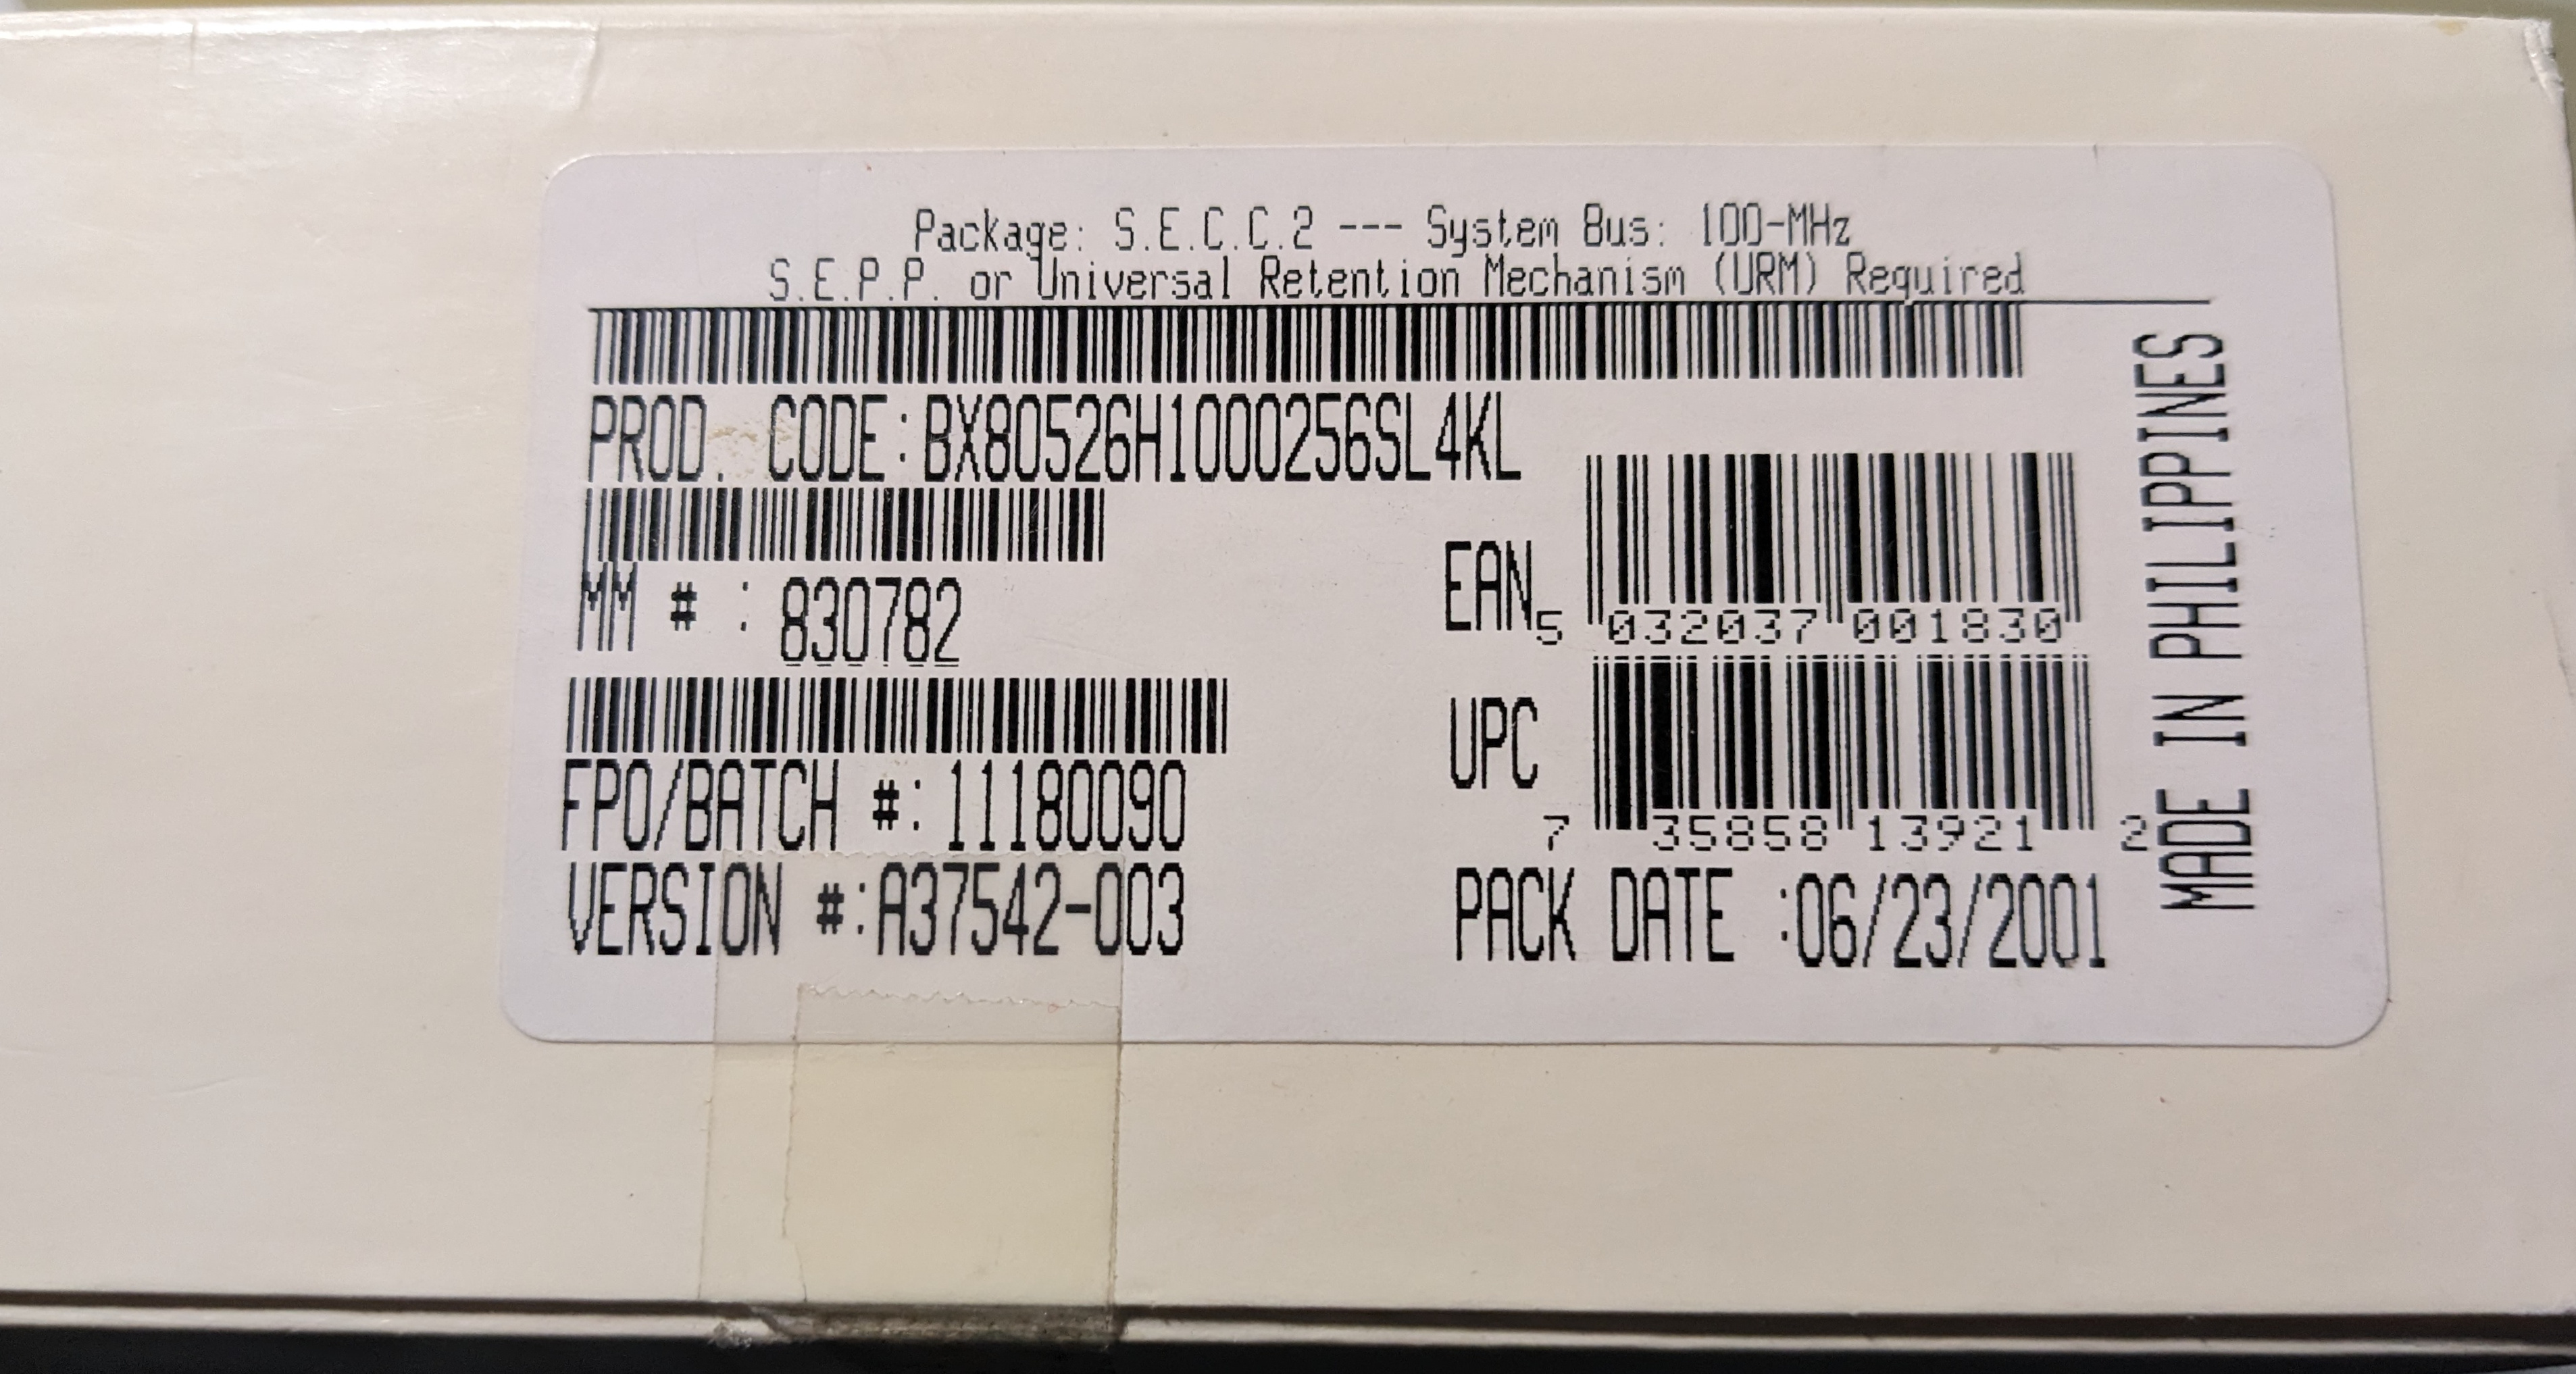 Package: S.E.C.C.2 --- System Bus: 100-MHz
S.E.P.P. or Universal Retention Mechanism (URM) Required
PROD. CODE:BX80526H1000256SL4KL
MM # : 830782
FPO/BATCH #: 11180090
VERSION #:A37542-003
EAN
5 032037 001830
UPC
7 35858 13921 2
PACK DATE :06/23/2001
MADE IN PHILIPPINES